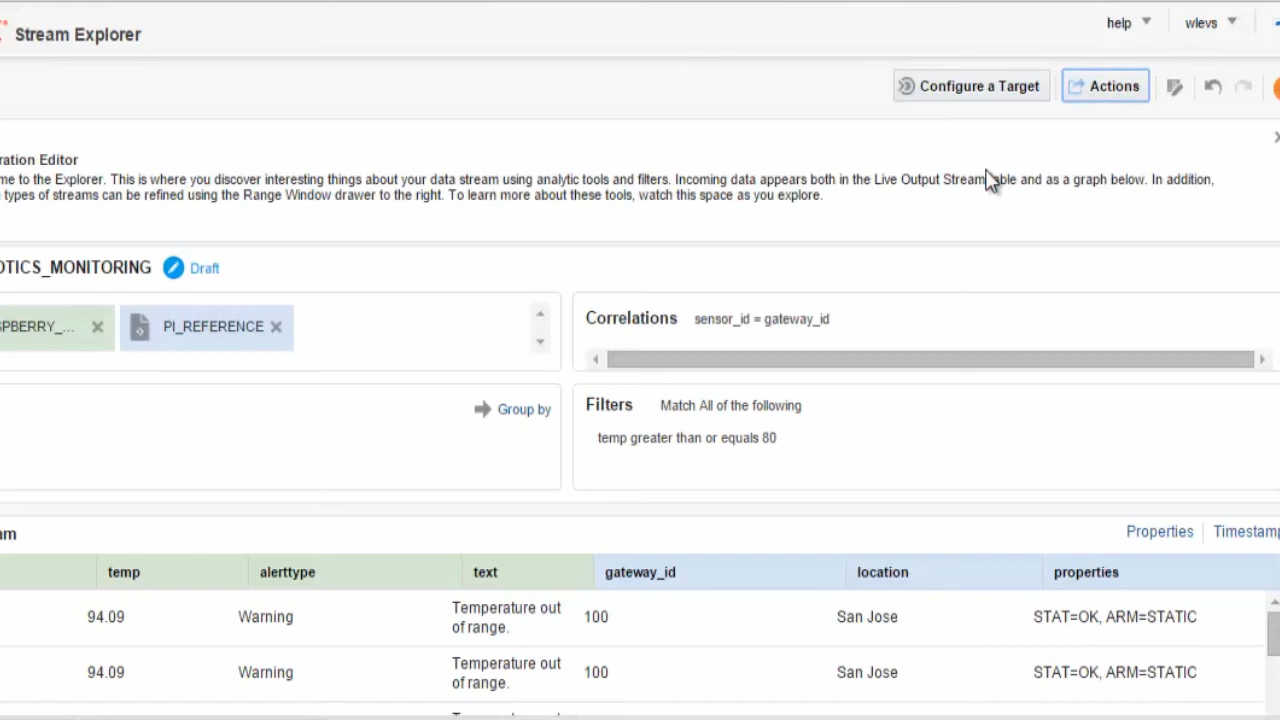 Stream Explorer
help
wlevs
Configure a Target
Actions
ration Editor
me to the Explorer. This is where you discover interesting things about your data stream using analytic tools and filters. Incoming data appears both in the Live Output Stream able and as a graph below. In addition,
types of streams can be refined using the Range Window drawer to the right. To learn more about these tools, watch this space as you explore.
OTICS_MONITORING
Draft
SPBERRY_...
PI_REFERENCE
Correlations sensor_id = gateway_id
Group by
Filters Match All of the following
temp greater than or equals 80
am
Properties
Timestamp
temp alerttype text gateway_id location properties
94.09 Warning Temperature out of range. 100 San Jose STAT=OK, ARM=STATIC
94.09 Warning Temperature out of range. 100 San Jose STAT=OK, ARM=STATIC